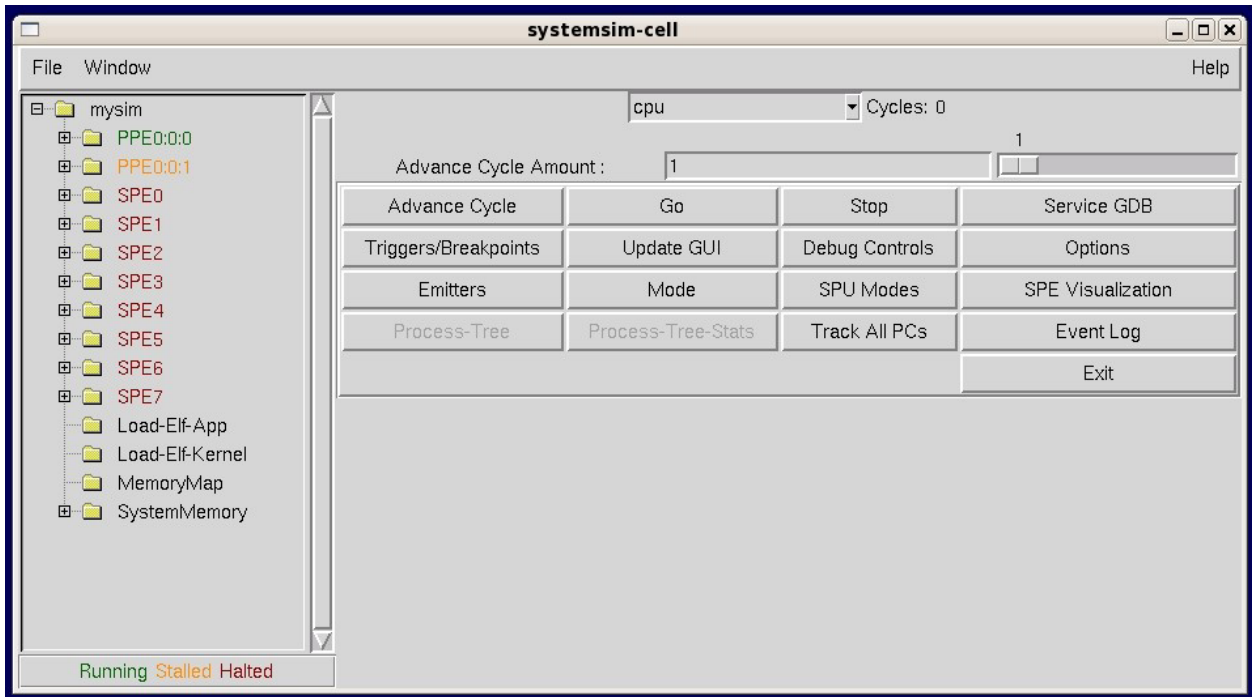 systemsim-cell
File Window Help
mysim
PPE0:0:0
PPE0:0:1
SPE0
SPE1
SPE2
SPE3
SPE4
SPE5
SPE6
SPE7
Load-Elf-App
Load-Elf-Kernel
MemoryMap
SystemMemory
Running Stalled Halted
cpu Cycles: 0
1
Advance Cycle Amount : 1
Advance Cycle Go Stop Service GDB
Triggers/Breakpoints Update GUI Debug Controls Options
Emitters Mode SPU Modes SPE Visualization
Process-Tree Process-Tree-Stats Track All PCs Event Log
Exit